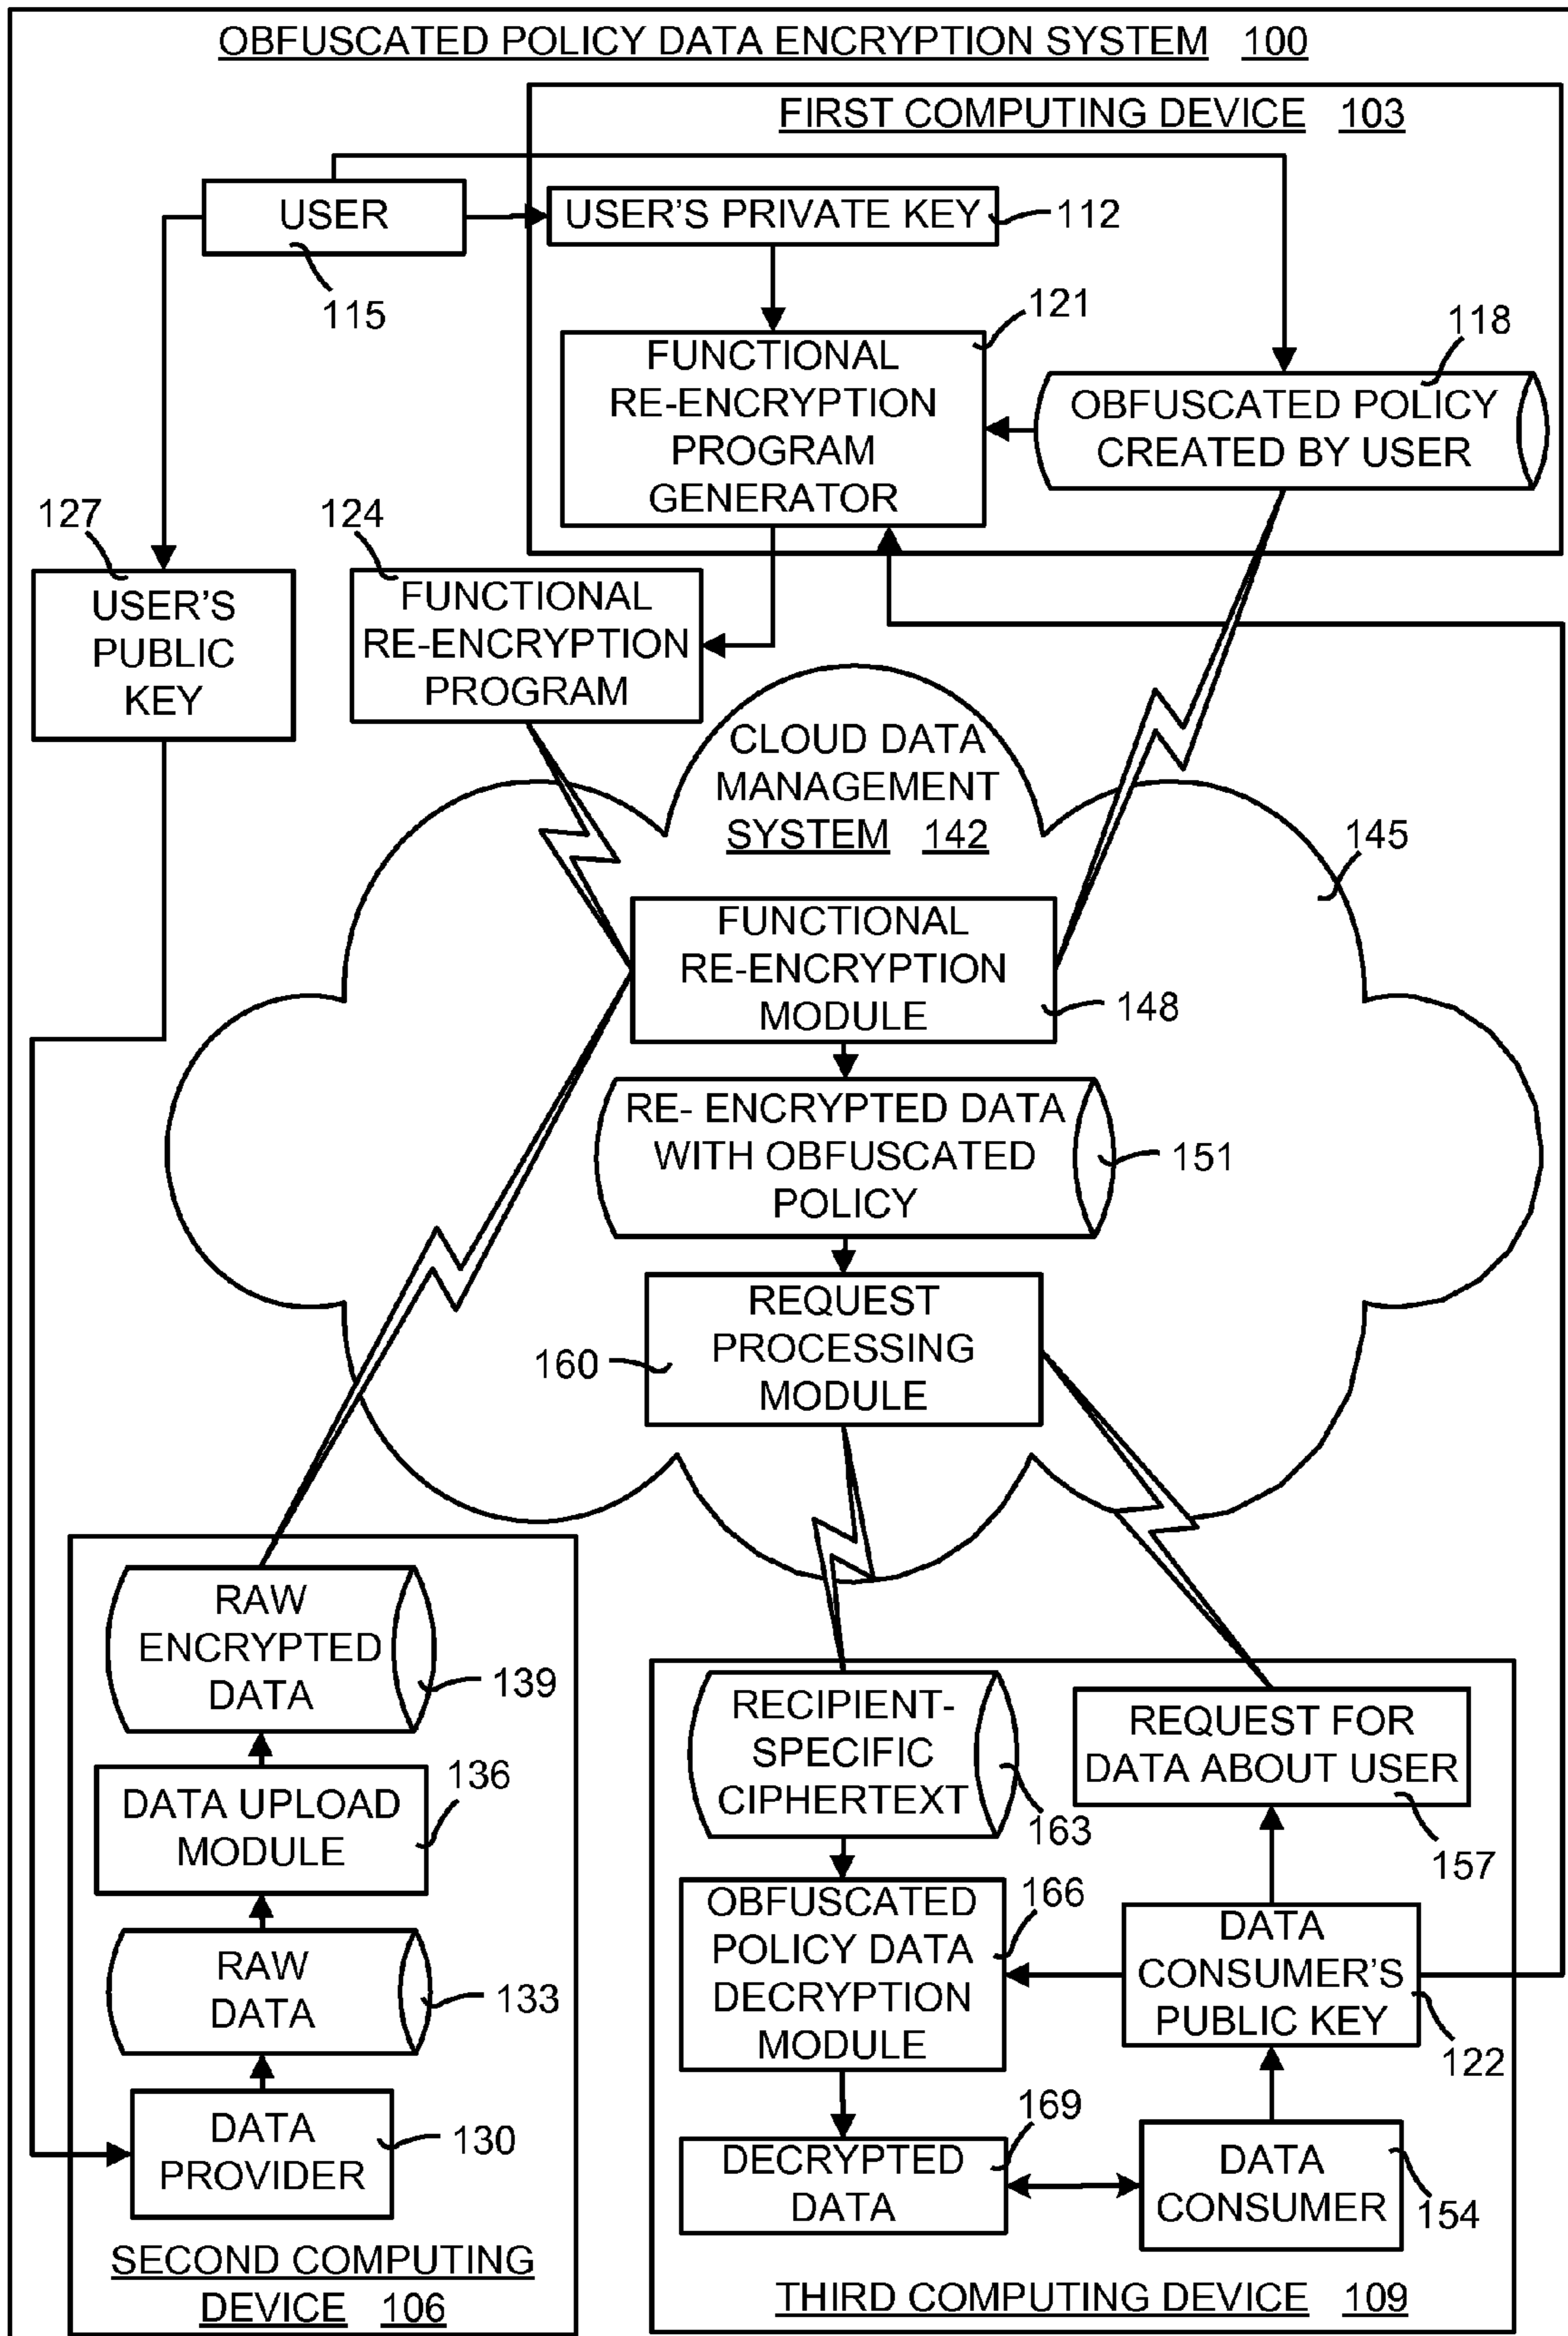 OBFUSCATED POLICY DATA ENCRYPTION SYSTEM 100
FIRST COMPUTING DEVICE 103
USER
115
USER'S PRIVATE KEY
112
121
FUNCTIONAL
RE-ENCRYPTION
PROGRAM
GENERATOR
118
OBFUSCATED POLICY
CREATED BY USER
127
USER'S
PUBLIC
KEY
124
FUNCTIONAL
RE-ENCRYPTION
PROGRAM
CLOUD DATA
MANAGEMENT
SYSTEM 142
145
FUNCTIONAL
RE-ENCRYPTION
MODULE
148
RE- ENCRYPTED DATA
WITH OBFUSCATED
POLICY
151
REQUEST
PROCESSING
MODULE
160
RAW
ENCRYPTED
DATA
139
DATA UPLOAD
MODULE
136
RAW
DATA
133
DATA
PROVIDER
130
SECOND COMPUTING
DEVICE 106
RECIPIENT-
SPECIFIC
CIPHERTEXT
163
REQUEST FOR
DATA ABOUT USER
157
OBFUSCATED
POLICY DATA
DECRYPTION
MODULE
166
DATA
CONSUMER'S
PUBLIC KEY
122
169
DECRYPTED
DATA
DATA
CONSUMER
154
THIRD COMPUTING DEVICE 109